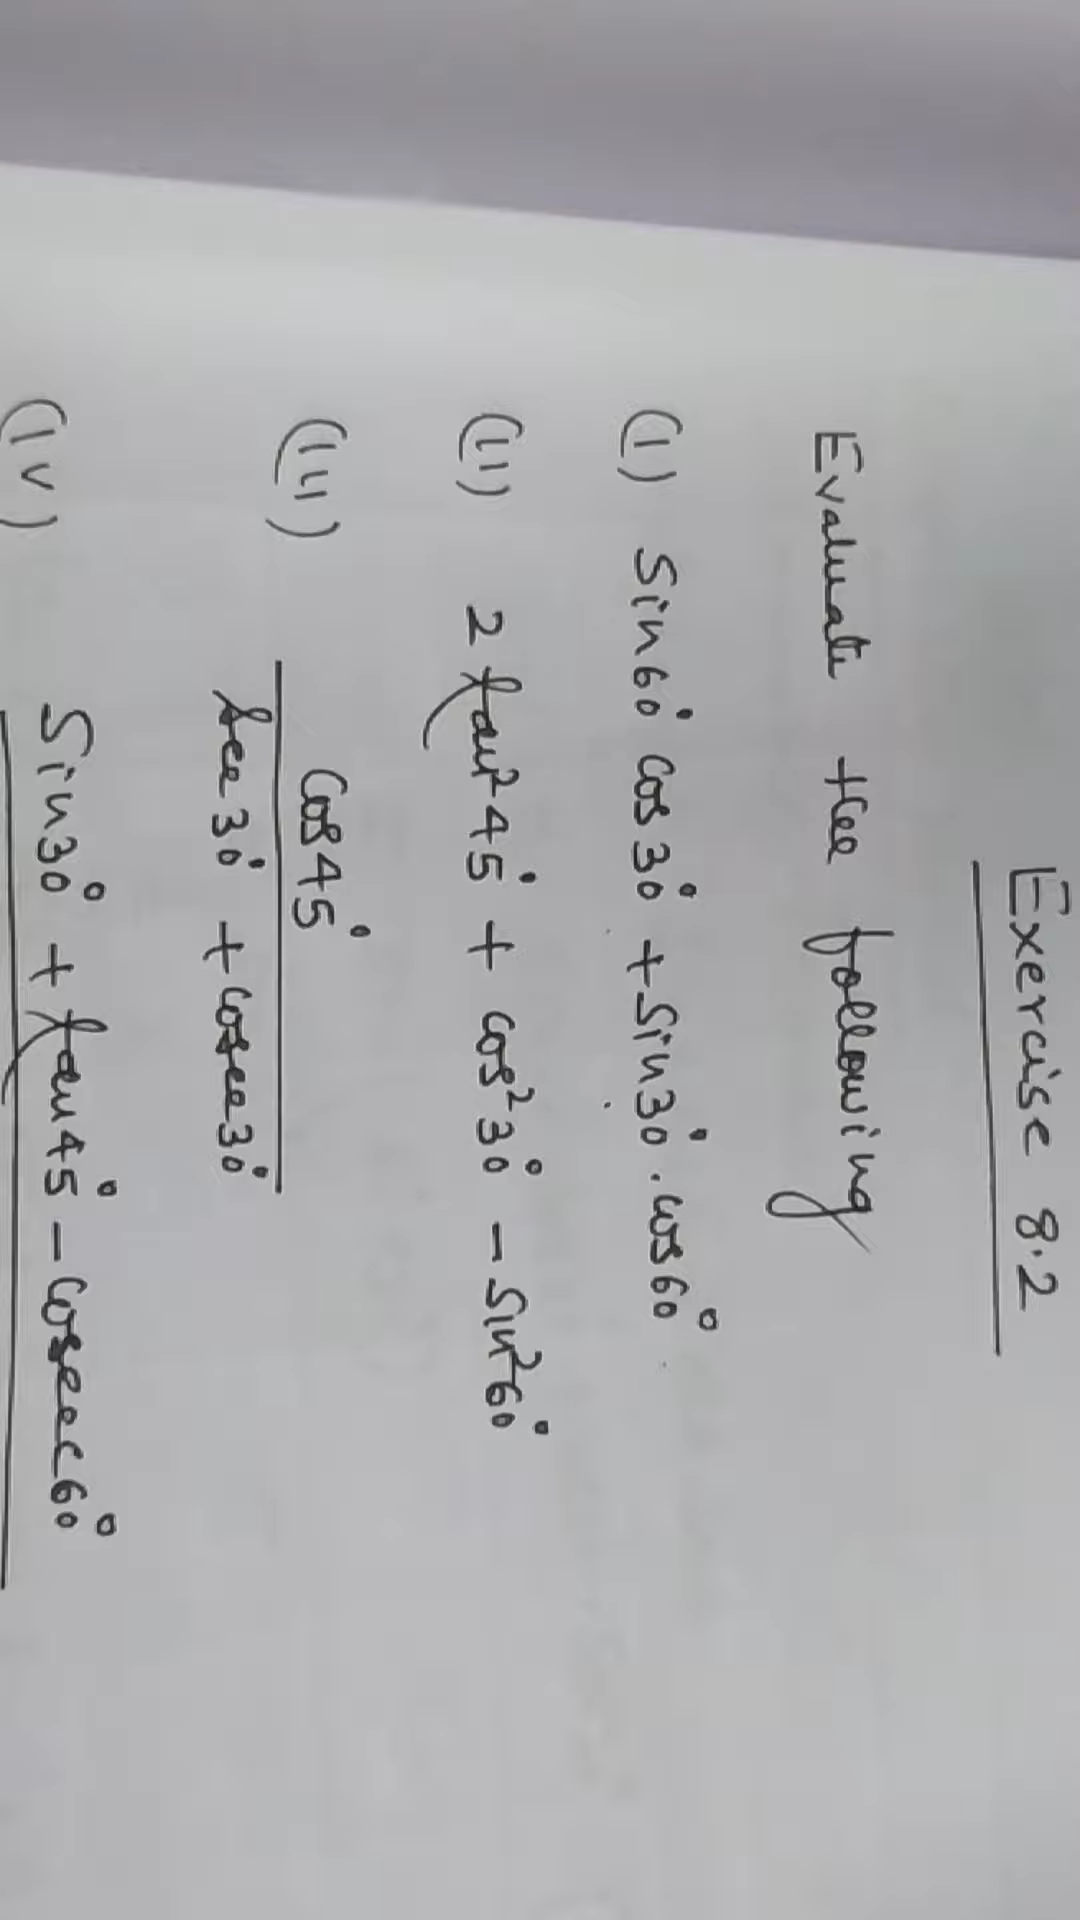 Exercise 8.2
Evaluate the following
(i) Sin60° cos30° + Sin30°. cos60°
(ii) 2 tan²45° + cos²30° - Sin²60°
(iii) Cos45°
Sec30° + Cosec30°
(iv) Sin30° + tan45° - Cosec60°